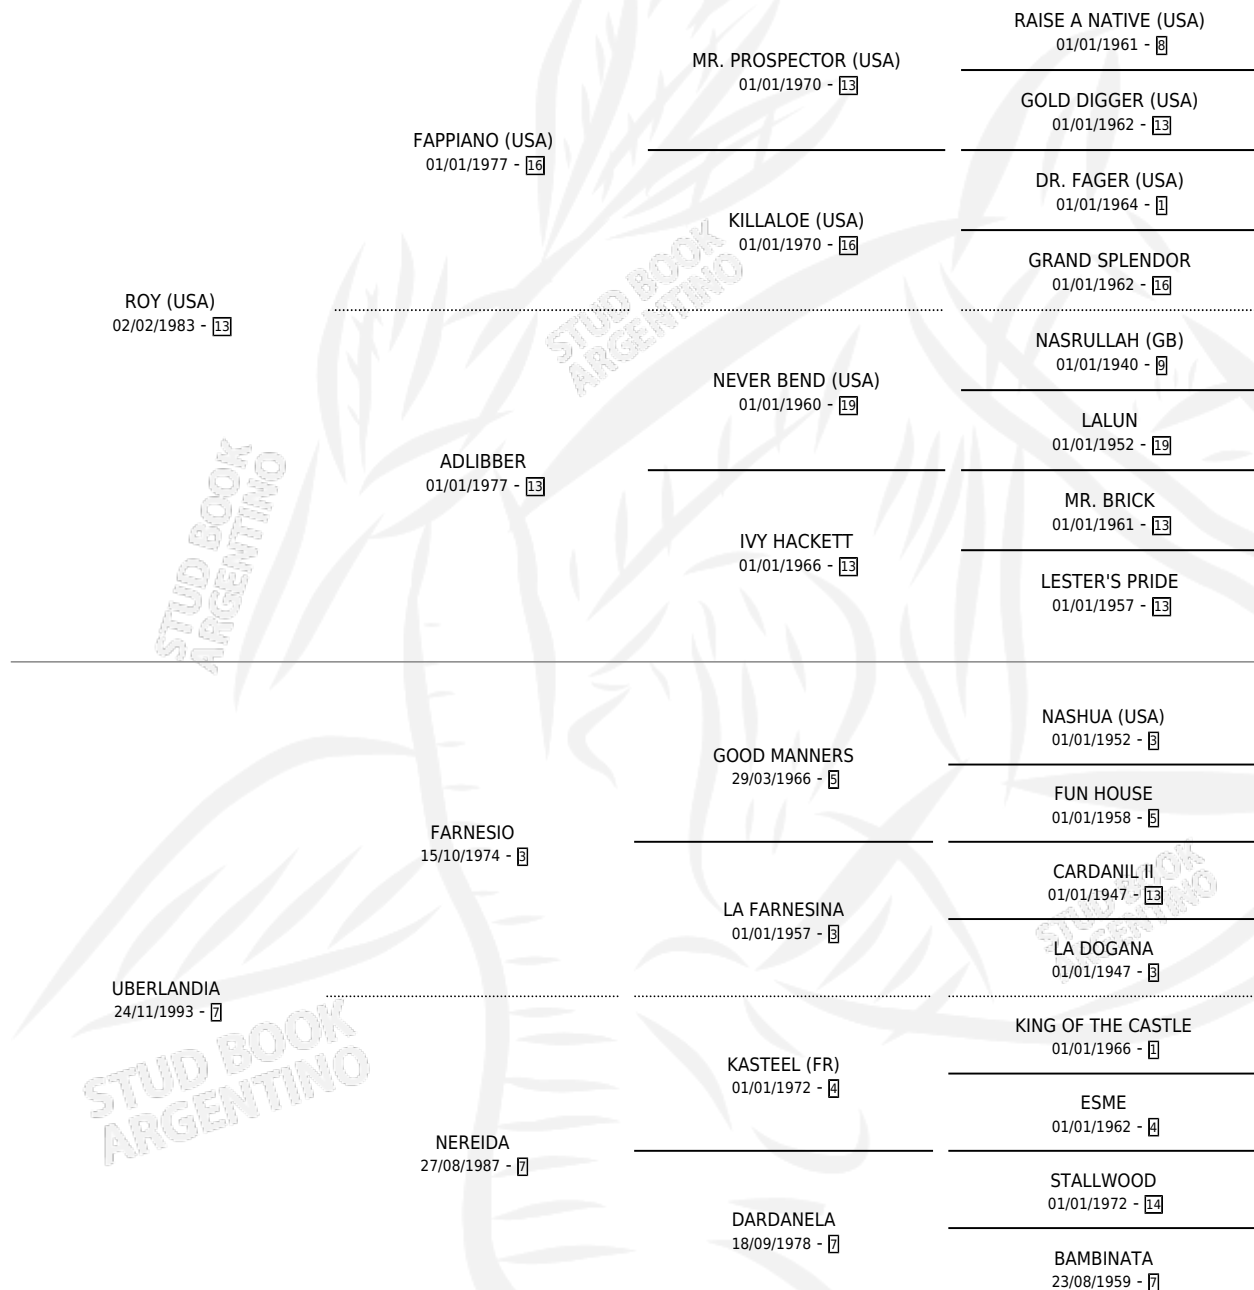 RAISE A NATIVE (USA)
01/01/1961 - 8
MR. PROSPECTOR (USA)
01/01/1970 - 13
GOLD DIGGER (USA)
01/01/1962 - 13
FAPPIANO (USA)
01/01/1977 - 16
DR. FAGER (USA)
01/01/1964 - 1
KILLALOE (USA)
01/01/1970 - 16
GRAND SPLENDOR
01/01/1962 - 16
ROY (USA)
02/02/1983 - 13
NASRULLAH (GB)
01/01/1940 - 9
NEVER BEND (USA)
01/01/1960 - 19
LALUN
01/01/1952 - 19
ADLIBBER
01/01/1977 - 13
MR. BRICK
01/01/1961 - 13
IVY HACKETT
01/01/1966 - 13
LESTER'S PRIDE
01/01/1957 - 13
NASHUA (USA)
01/01/1952 - 3
GOOD MANNERS
29/03/1966 - 5
FUN HOUSE
01/01/1958 - 5
FARNESIO
15/10/1974 - 3
CARDANIL II
01/01/1947 - 13
LA FARNESINA
01/01/1957 - 3
LA DOGANA
01/01/1947 - 3
UBERLANDIA
24/11/1993 - 7
KING OF THE CASTLE
01/01/1966 - 1
KASTEEL (FR)
01/01/1972 - 4
ESME
01/01/1962 - 4
NEREIDA
27/08/1987 - 7
STALLWOOD
01/01/1972 - 14
DARDANELA
18/09/1978 - 7
BAMBINATA
23/08/1959 - 7
STUD BOOK
ARGENTINO
STUD BOOK
ARGENTINO
STUD BOOK
ARGENTINO
STUD BOOK
ARGENTINO